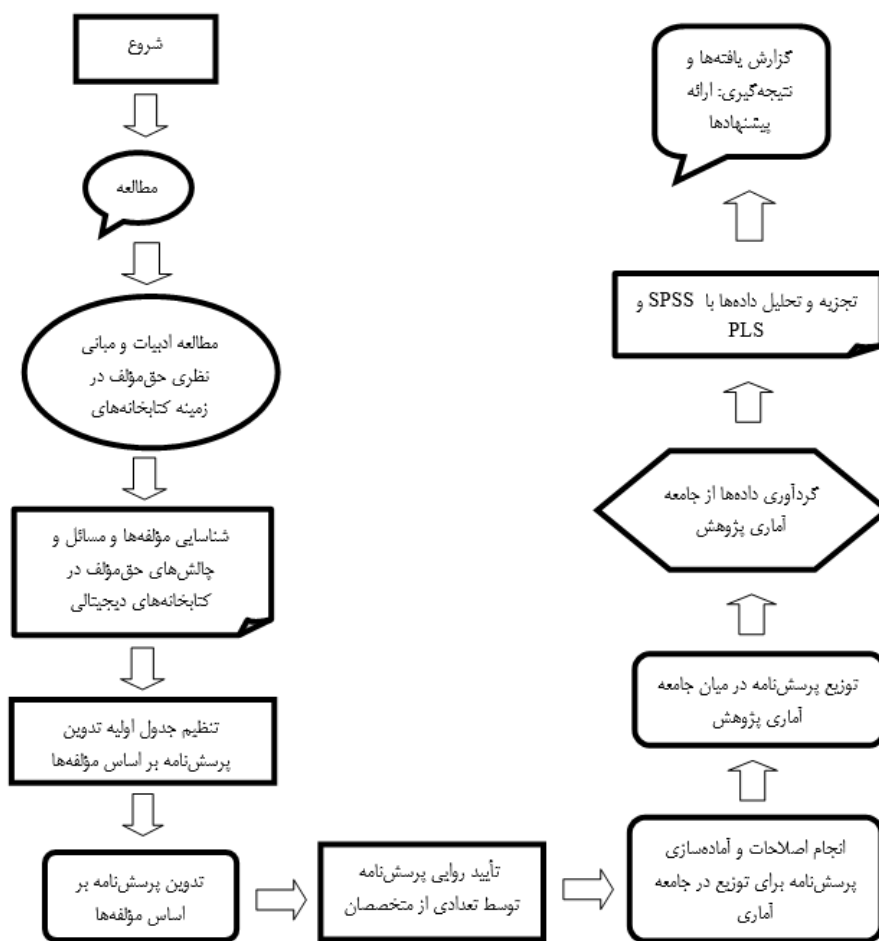 شروع
مطالعه
مطالعه ادبیات و مبانی
نظری حق‌مؤلف در
زمینه کتابخانه‌های
شناسایی مؤلفه‌ها و مسائل و
چالش‌های حق‌مؤلف در
کتابخانه‌های دیجیتالی
تنظیم جدول اولیه تدوین
پرسش‌نامه بر اساس مؤلفه‌ها
تدوین پرسش‌نامه بر
اساس مؤلفه‌ها
تأیید روایی پرسش‌نامه
توسط تعدادی از متخصصان
انجام اصلاحات و آماده‌سازی
پرسش‌نامه برای توزیع در جامعه
آماری
توزیع پرسش‌نامه در میان جامعه
آماری پژوهش
گردآوری داده‌ها از جامعه
آماری پژوهش
تجزیه و تحلیل داده‌ها با SPSS و
PLS
گزارش یافته‌ها و
نتیجه‌گیری: ارائه
پیشنهادها